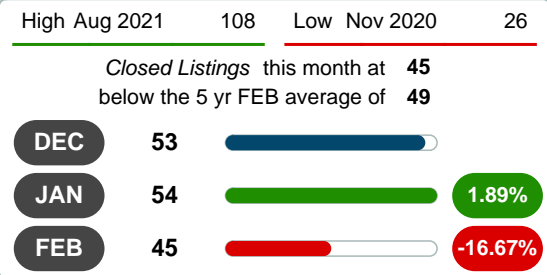 High Aug 2021 108 Low Nov 2020 26
Closed Listings this month at 45
below the 5 yr FEB average of 49
DEC 53
JAN 54 1.89%
FEB 45 -16.67%